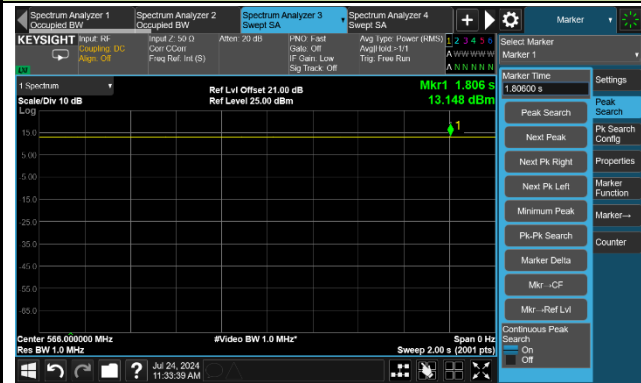 Spectrum Analyzer 1
Occupied BW
Spectrum Analyzer 2
Occupied BW
Spectrum Analyzer 3
Swept SA
Spectrum Analyzer 4
Swept SA
Marker
KEYSIGHT
Input: RF
Coupling: DC
Align: Off
Input Z: 50 Ω
Corr CCorr
Freq Ref: Int (S)
Atten: 20 dB
PNO: Fast
Gate: Off
IF Gain: Low
Sig Track: Off
Avg Type: Power (RMS)
Avg|Hold:>1/1
Trig: Free Run
1 2 3 4 5 6
A W W W W W
A N N N N N
LXI
Select Marker
Marker 1
Marker Time
1.80600 s
Settings
Peak Search
Next Peak
Next Pk Right
Next Pk Left
Minimum Peak
Pk-Pk Search
Marker Delta
Mkr→CF
Mkr→Ref Lvl
Continuous Peak
Search
On
Off
Peak
Search
Pk Search
Config
Properties
Marker
Function
Marker→
Counter
1 Spectrum
Scale/Div 10 dB
Log
Ref Lvl Offset 21.00 dB
Ref Level 25.00 dBm
Mkr1 1.806 s
13.148 dBm
1
15.0
5.00
-5.00
-15.0
-25.0
-35.0
-45.0
-55.0
-65.0
Center 566.000000 MHz
Res BW 1.0 MHz
#Video BW 1.0 MHz*
Span 0 Hz
Sweep 2.00 s (2001 pts)
Jul 24, 2024
11:33:39 AM